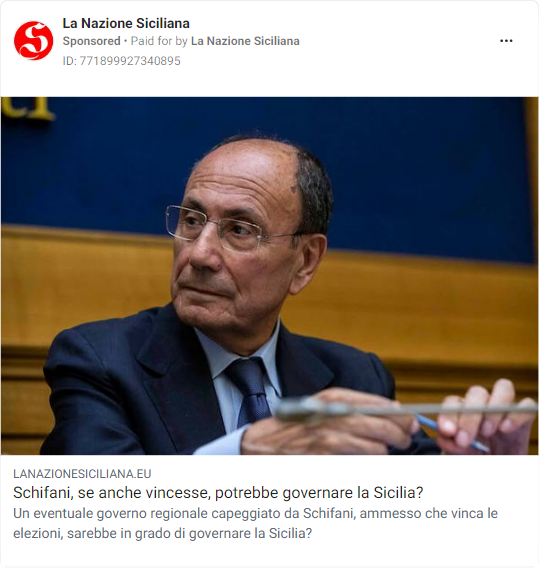 La Nazione Siciliana
Sponsored • Paid for by La Nazione Siciliana
ID: 771899927340895
LANAZIONESICILIANA.EU
Schifani, se anche vincesse, potrebbe governare la Sicilia?
Un eventuale governo regionale capeggiato da Schifani, ammesso che vinca le
elezioni, sarebbe in grado di governare la Sicilia?